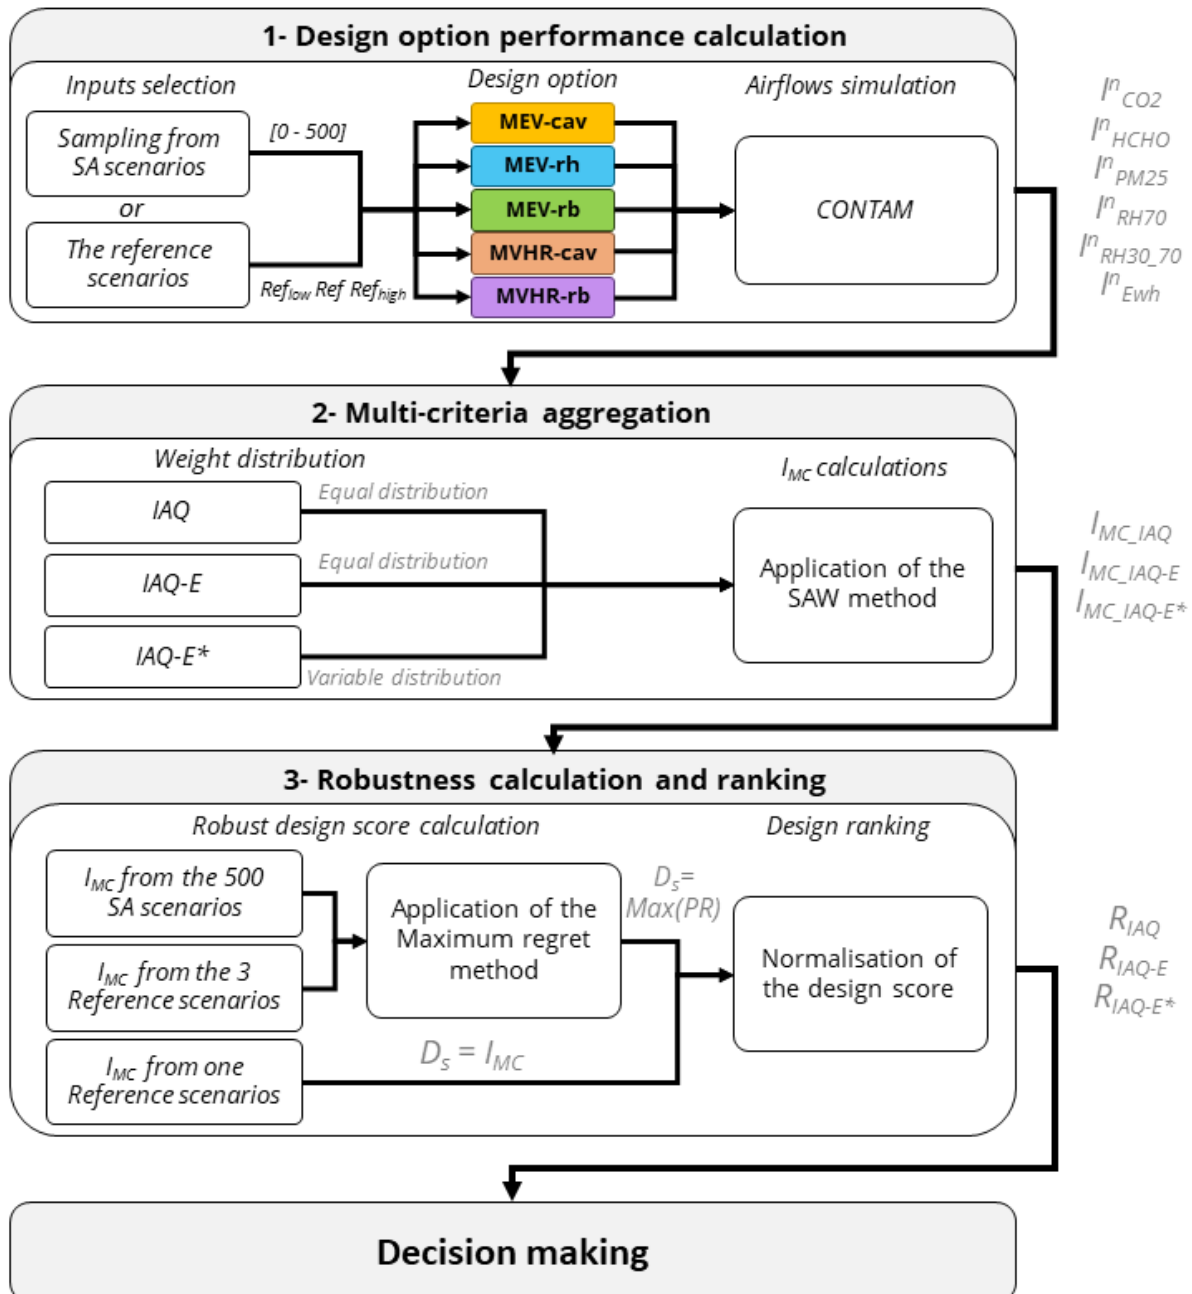 1- Design option performance calculation
Inputs selection
Design option
Airflows simulation
Sampling from
SA scenarios
[0 - 500]
or
The reference
scenarios
Ref_low Ref Ref_high
MEV-cav
MEV-rh
MEV-rb
MVHR-cav
MVHR-rb
CONTAM
I^n_CO2
I^n_HCHO
I^n_PM25
I^n_RH70
I^n_RH30_70
I^n_Ewh
2- Multi-criteria aggregation
Weight distribution
I_MC calculations
IAQ
Equal distribution
IAQ-E
Equal distribution
IAQ-E*
Variable distribution
Application of the
SAW method
I_MC_IAQ
I_MC_IAQ-E
I_MC_IAQ-E*
3- Robustness calculation and ranking
Robust design score calculation
Design ranking
I_MC from the 500
SA scenarios
I_MC from the 3
Reference scenarios
I_MC from one
Reference scenarios
Application of the
Maximum regret
method
D_s=
Max(PR)
D_s = I_MC
Normalisation of
the design score
R_IAQ
R_IAQ-E
R_IAQ-E*
Decision making